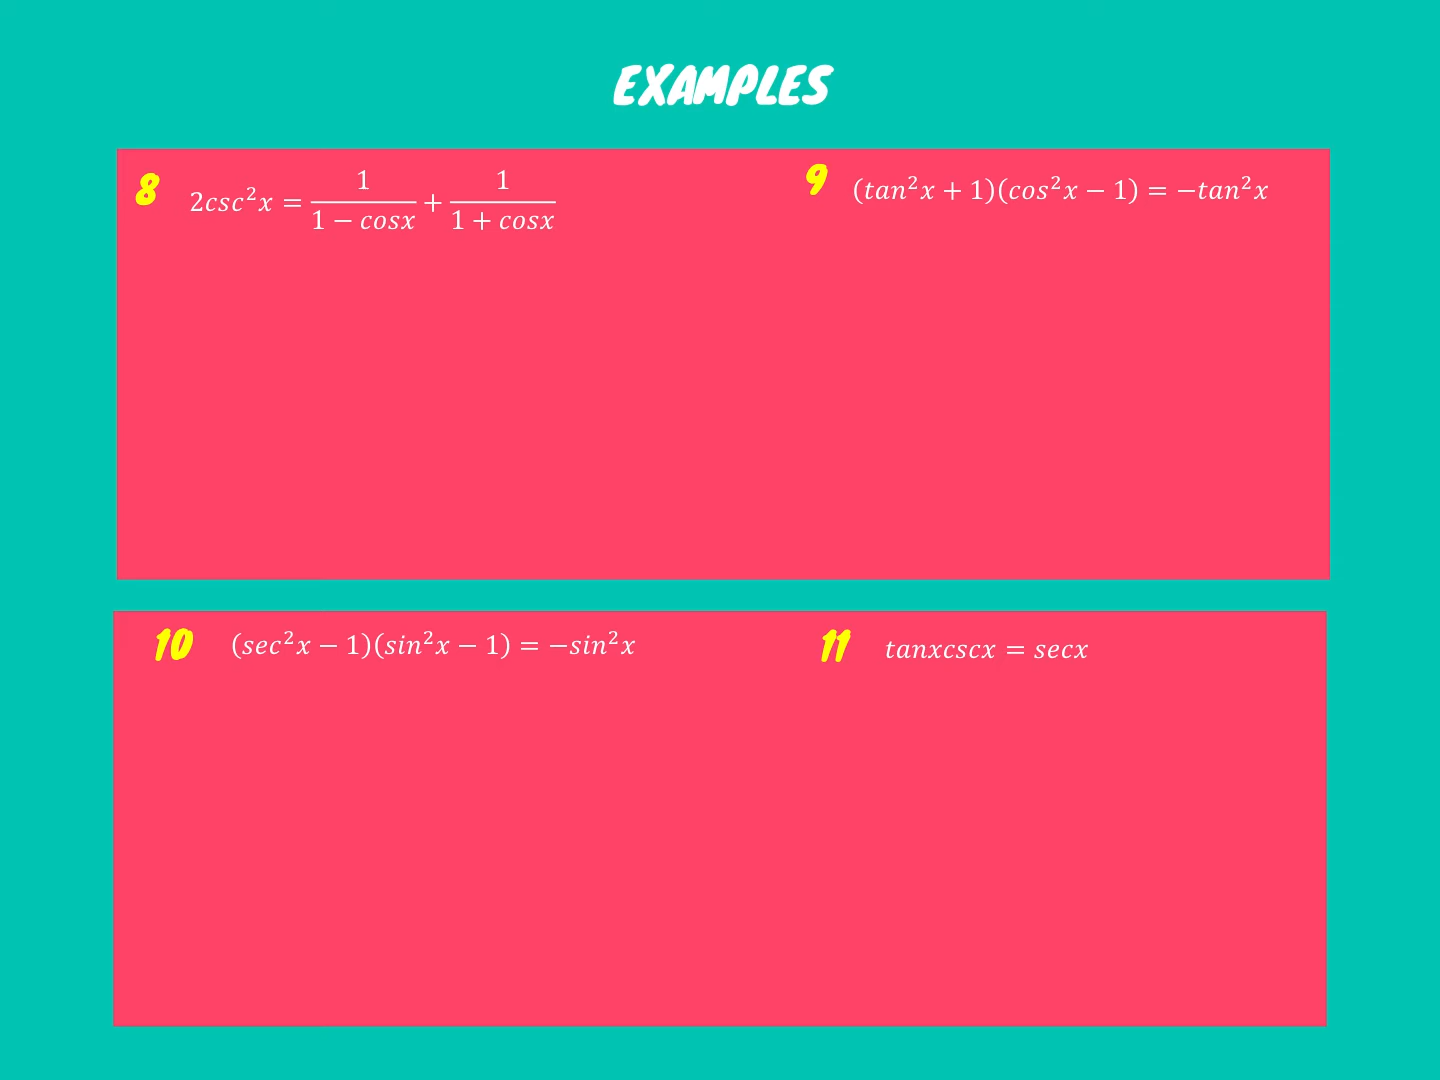 EXAMPLES
8 2csc²x = 1/(1 − cosx) + 1/(1 + cosx)
9 (tan²x + 1)(cos²x − 1) = −tan²x
10 (sec²x − 1)(sin²x − 1) = −sin²x
11 tanxcscx = secx